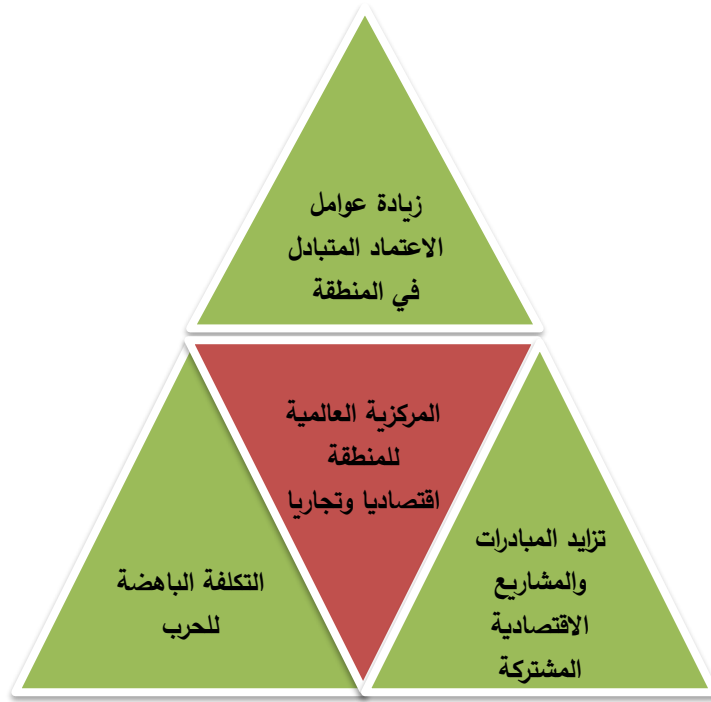 زيادة عوامل
الاعتماد المتبادل
في المنطقة
المركزية العالمية
للمنطقة
اقتصاديا وتجاريا
تزايد المبادرات
والمشاريع
الاقتصادية
المشتركة
التكلفة الباهضة
للحرب